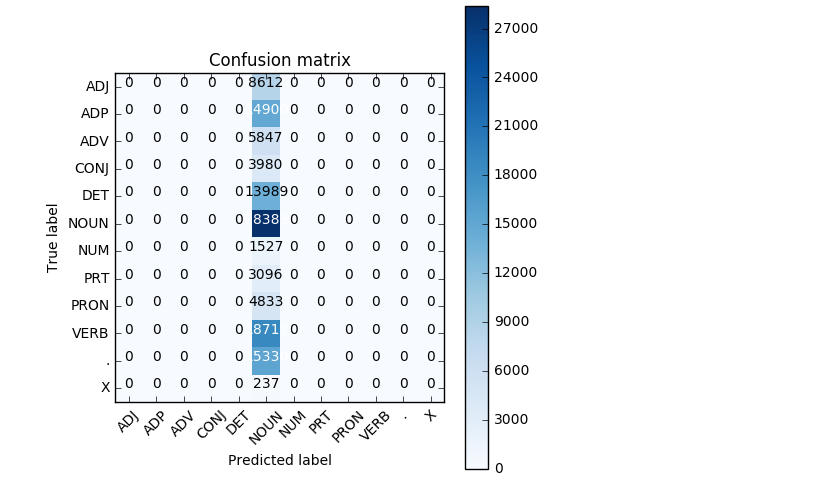 Confusion matrix
ADJ 0 0 0 0 0 8612 0 0 0 0 0 0
ADP 0 0 0 0 0 490 0 0 0 0 0 0
ADV 0 0 0 0 0 5847 0 0 0 0 0 0
CONJ 0 0 0 0 0 3980 0 0 0 0 0 0
DET 0 0 0 0 0 13989 0 0 0 0 0 0
NOUN 0 0 0 0 0 838 0 0 0 0 0 0
NUM 0 0 0 0 0 1527 0 0 0 0 0 0
PRT 0 0 0 0 0 3096 0 0 0 0 0 0
PRON 0 0 0 0 0 4833 0 0 0 0 0 0
VERB 0 0 0 0 0 871 0 0 0 0 0 0
. 0 0 0 0 0 533 0 0 0 0 0 0
X 0 0 0 0 0 237 0 0 0 0 0 0
ADJ ADP ADV CONJ DET NOUN NUM PRT PRON VERB . X
True label
Predicted label
27000
24000
21000
18000
15000
12000
9000
6000
3000
0